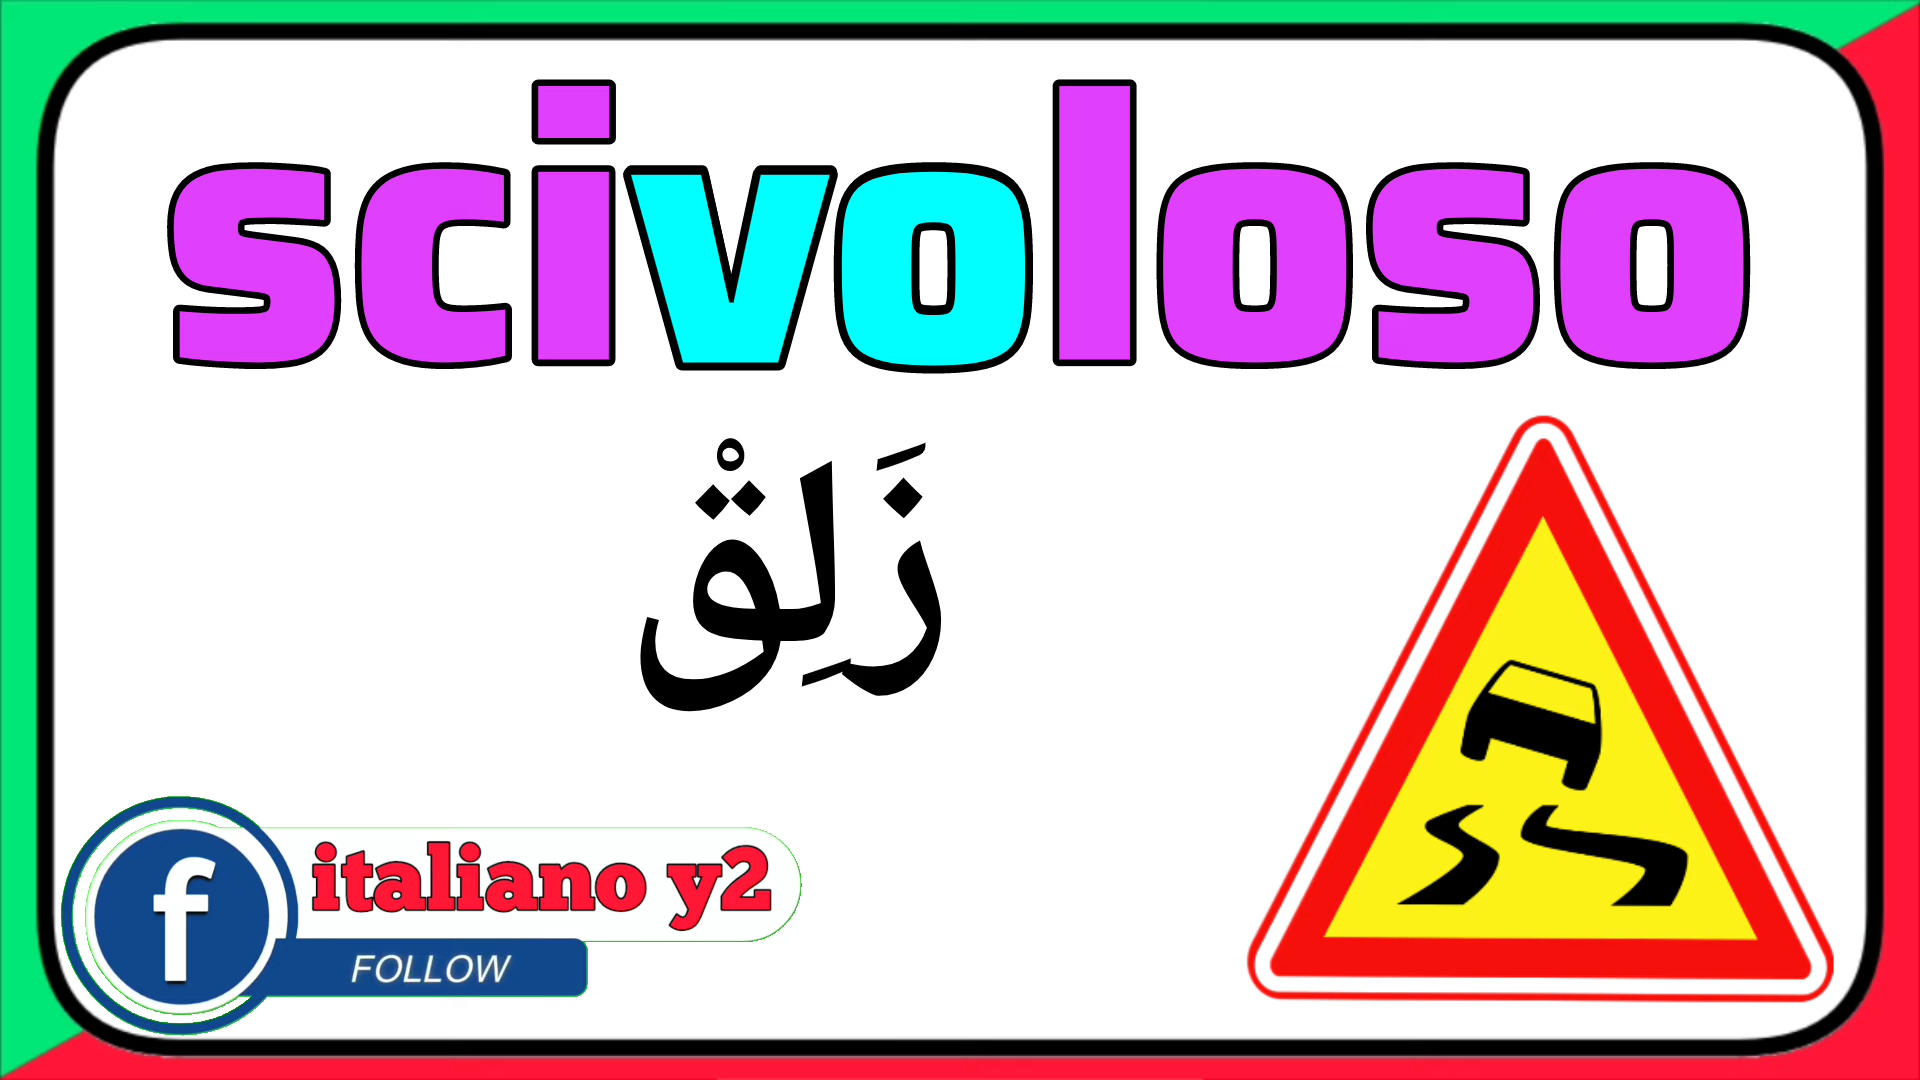 scivoloso
زَلِقْ
f
italiano y2
FOLLOW